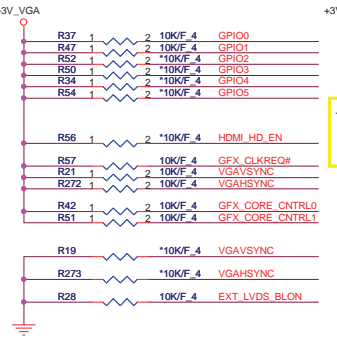 +3V_VGA +3V
R37 1 2 10K/F_4 GPIO0
R47 1 2 10K/F_4 GPIO1
R52 1 2 *10K/F_4 GPIO2
R50 1 2 *10K/F_4 GPIO3
R34 1 2 *10K/F_4 GPIO4
R54 1 2 *10K/F_4 GPIO5
R56 1 2 *10K/F_4 HDMI_HD_EN
R57 10K/F_4 GFX_CLKREQ#
R21 1 2 10K/F_4 VGAVSYNC
R272 1 2 *10K/F_4 VGAHSYNC
R42 1 2 10K/F_4 GFX_CORE_CNTRL0
R51 1 2 10K/F_4 GFX_CORE_CNTRL1
R19 *10K/F_4 VGAVSYNC
R273 *10K/F_4 VGAHSYNC
R28 10K/F_4 EXT_LVDS_BLON